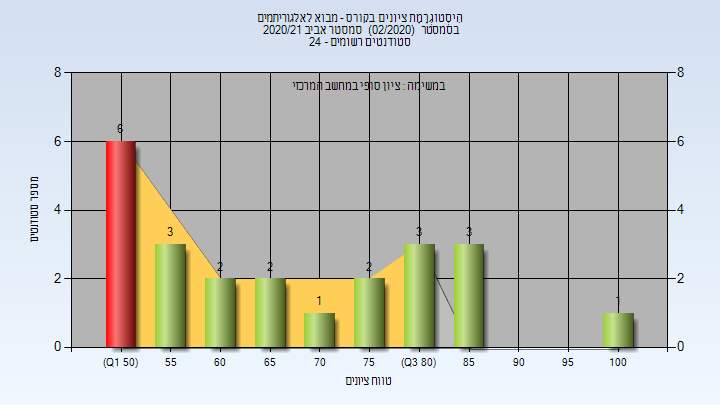 היסטוגרמת ציונים בקורס - מבוא לאלגוריתמים
בסמסטר (02/2020) סמסטר אביב 2020/21
סטודנטים רשומים - 24
במשימה : ציון סופי במחשב המרכזי
מספר סטודנטים
8 8
6 6
4 4
2 2
0 0
6 3 2 2 1 2 3 3 1
(Q1 50) 55 60 65 70 75 (Q3 80) 85 90 95 100
טווח ציונים